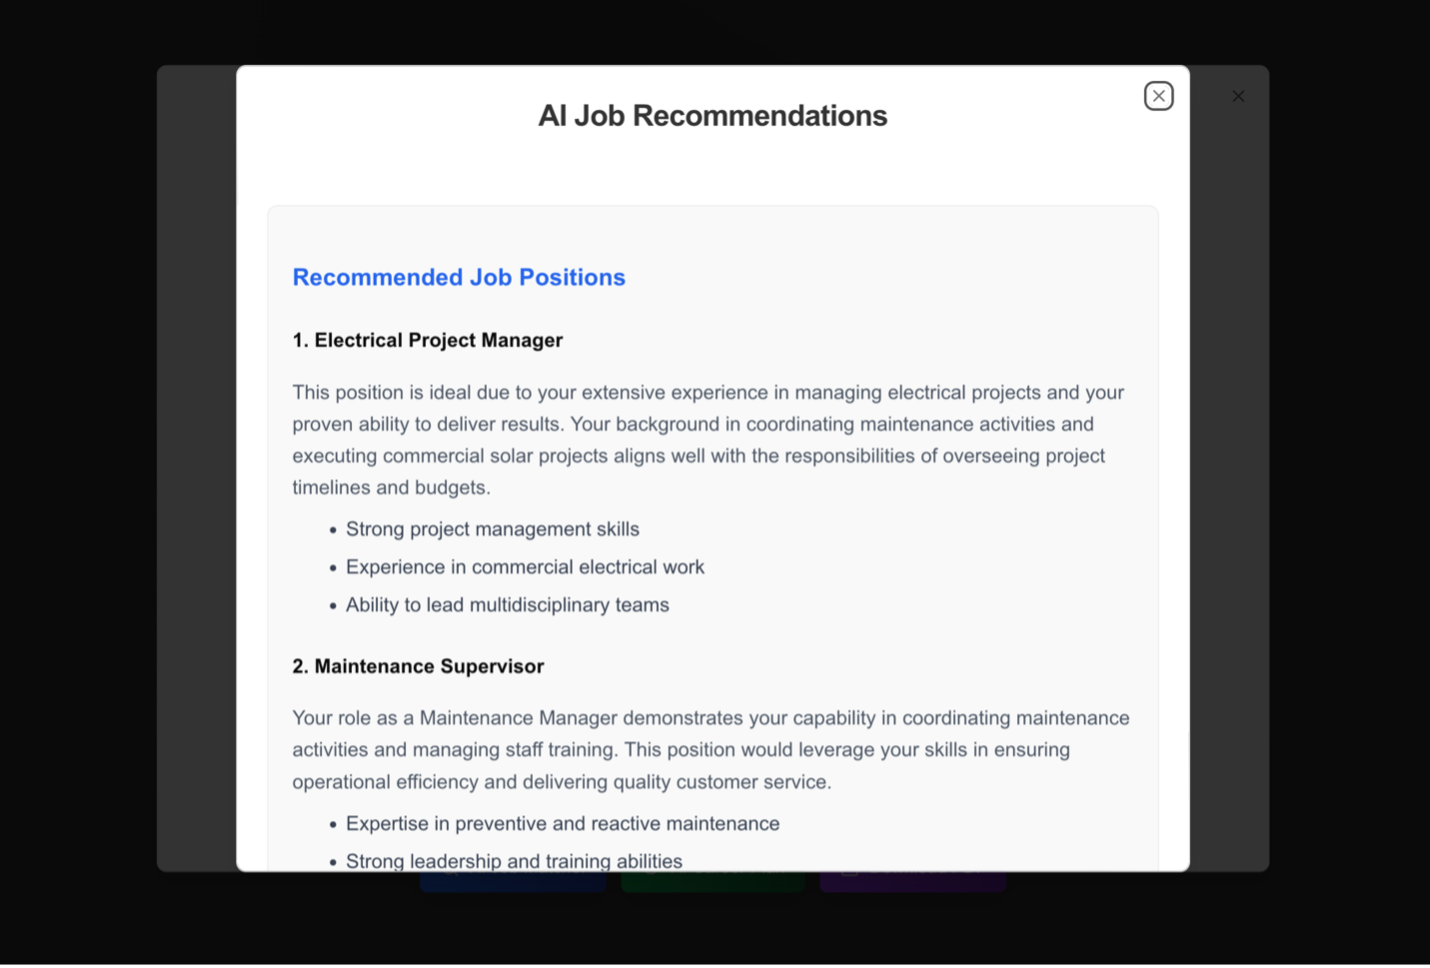 AI Job Recommendations
Recommended Job Positions
1. Electrical Project Manager
This position is ideal due to your extensive experience in managing electrical projects and your
proven ability to deliver results. Your background in coordinating maintenance activities and
executing commercial solar projects aligns well with the responsibilities of overseeing project
timelines and budgets.
• Strong project management skills
• Experience in commercial electrical work
• Ability to lead multidisciplinary teams
2. Maintenance Supervisor
Your role as a Maintenance Manager demonstrates your capability in coordinating maintenance
activities and managing staff training. This position would leverage your skills in ensuring
operational efficiency and delivering quality customer service.
• Expertise in preventive and reactive maintenance
• Strong leadership and training abilities